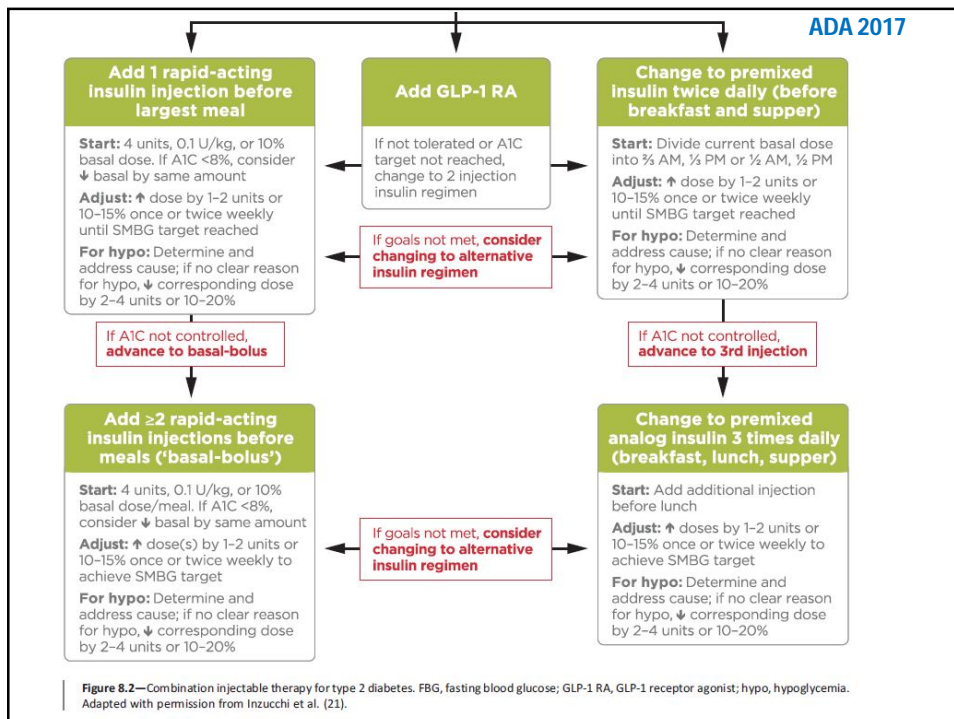 ADA 2017
Add 1 rapid-acting
insulin injection before
largest meal
Start: 4 units, 0.1 U/kg, or 10%
basal dose. If A1C <8%, consider
↓ basal by same amount
Adjust: ↑ dose by 1–2 units or
10–15% once or twice weekly
until SMBG target reached
For hypo: Determine and
address cause; if no clear reason
for hypo, ↓ corresponding dose
by 2–4 units or 10–20%
Add GLP-1 RA
If not tolerated or A1C
target not reached,
change to 2 injection
insulin regimen
Change to premixed
insulin twice daily (before
breakfast and supper)
Start: Divide current basal dose
into ⅔ AM, ⅓ PM or ½ AM, ½ PM
Adjust: ↑ dose by 1–2 units or
10–15% once or twice weekly
until SMBG target reached
For hypo: Determine and
address cause; if no clear reason
for hypo, ↓ corresponding dose
by 2–4 units or 10–20%
If goals not met, consider
changing to alternative
insulin regimen
If A1C not controlled,
advance to basal-bolus
If A1C not controlled,
advance to 3rd injection
Add ≥2 rapid-acting
insulin injections before
meals ('basal-bolus')
Start: 4 units, 0.1 U/kg, or 10%
basal dose/meal. If A1C <8%,
consider ↓ basal by same amount
Adjust: ↑ dose(s) by 1–2 units or
10–15% once or twice weekly to
achieve SMBG target
For hypo: Determine and
address cause; if no clear reason
for hypo, ↓ corresponding dose
by 2–4 units or 10–20%
If goals not met, consider
changing to alternative
insulin regimen
Change to premixed
analog insulin 3 times daily
(breakfast, lunch, supper)
Start: Add additional injection
before lunch
Adjust: ↑ doses by 1–2 units or
10–15% once or twice weekly to
achieve SMBG target
For hypo: Determine and
address cause; if no clear reason
for hypo, ↓ corresponding dose
by 2–4 units or 10–20%
Figure 8.2—Combination injectable therapy for type 2 diabetes. FBG, fasting blood glucose; GLP-1 RA, GLP-1 receptor agonist; hypo, hypoglycemia.
Adapted with permission from Inzucchi et al. (21).